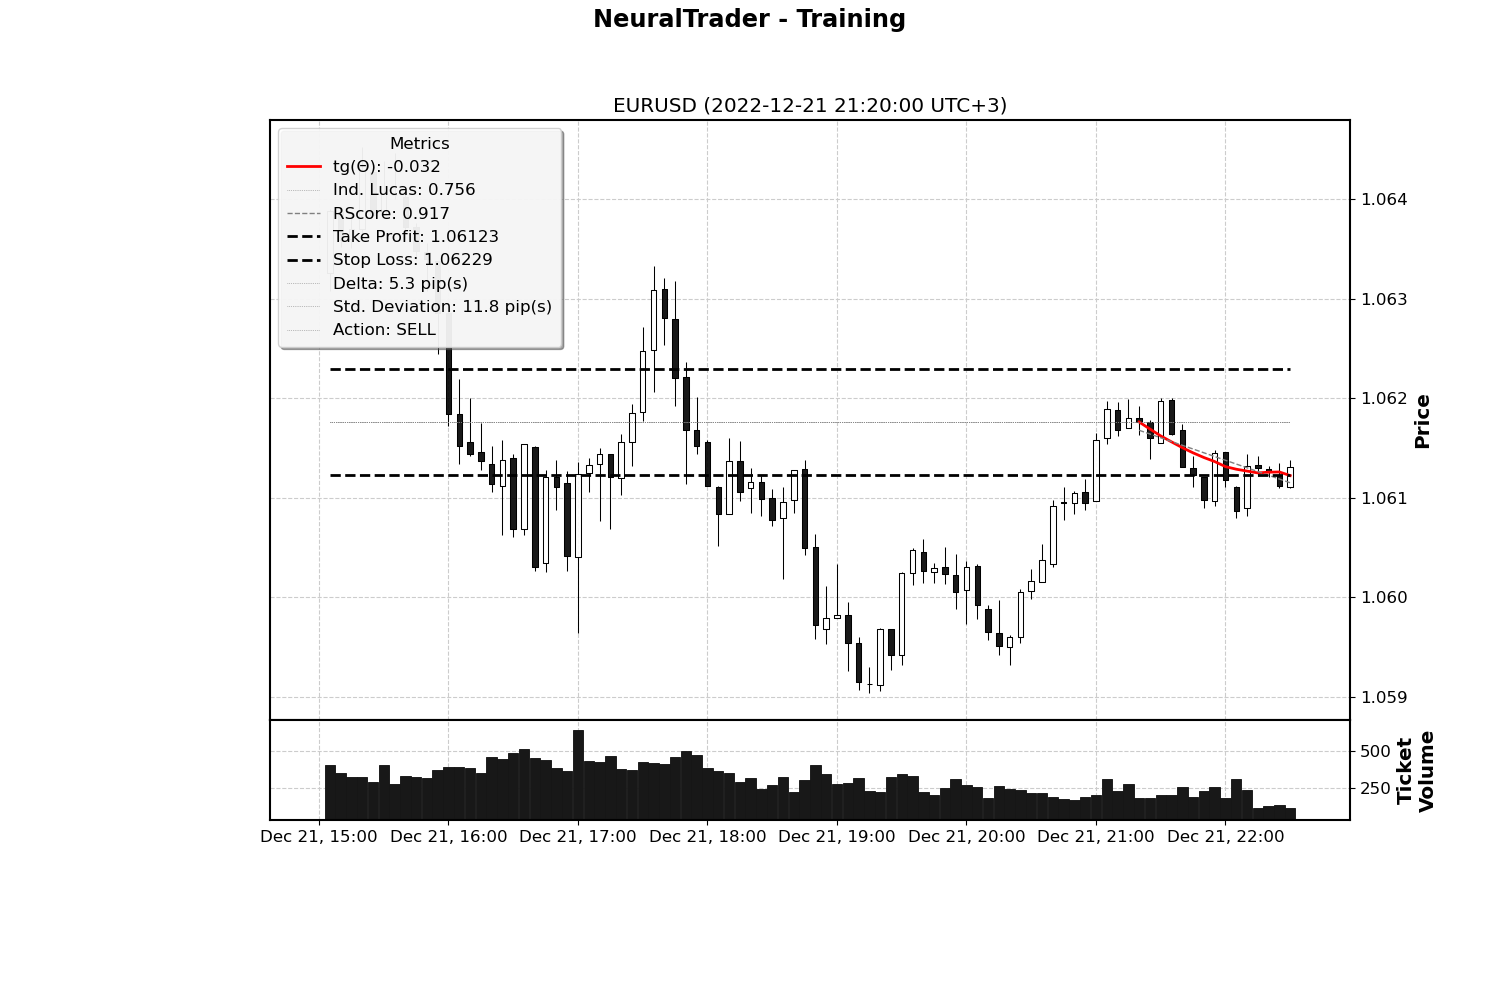 NeuralTrader - Training
EURUSD (2022-12-21 21:20:00 UTC+3)
Metrics
tg(Θ): -0.032
Ind. Lucas: 0.756
RScore: 0.917
Take Profit: 1.06123
Stop Loss: 1.06229
Delta: 5.3 pip(s)
Std. Deviation: 11.8 pip(s)
Action: SELL
1.064
1.063
1.062
1.061
1.060
1.059
Price
500
250
Ticket
Volume
Dec 21, 15:00
Dec 21, 16:00
Dec 21, 17:00
Dec 21, 18:00
Dec 21, 19:00
Dec 21, 20:00
Dec 21, 21:00
Dec 21, 22:00